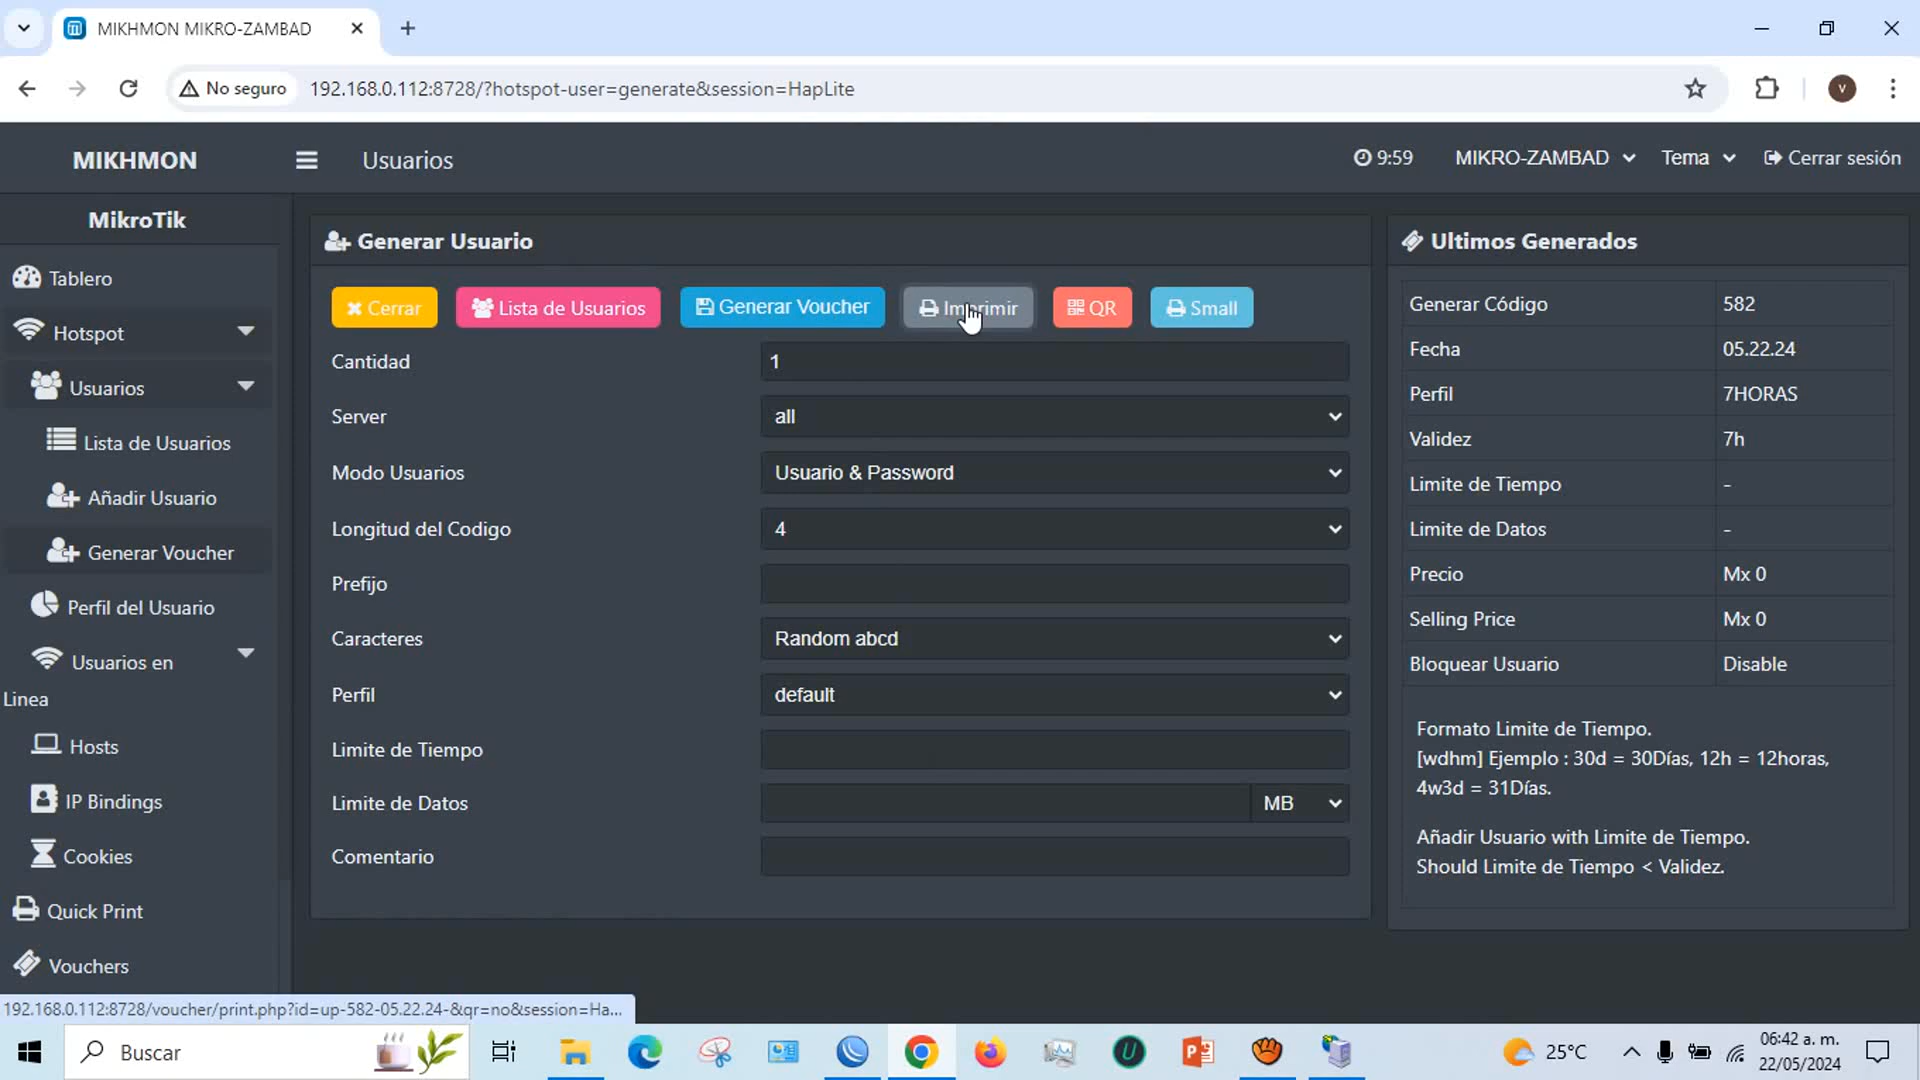 MIKHMON MIKRO-ZAMBAD
No seguro
192.168.0.112:8728/?hotspot-user=generate&session=HapLite
V
MIKHMON
Usuarios
9:59
MIKRO-ZAMBAD
Tema
Cerrar sesión
MikroTik
Tablero
Hotspot
Usuarios
Lista de Usuarios
Añadir Usuario
Generar Voucher
Perfil del Usuario
Usuarios en
Linea
Hosts
IP Bindings
Cookies
Quick Print
Vouchers
Generar Usuario
Cerrar
Lista de Usuarios
Generar Voucher
Imprimir
QR
Small
Cantidad
1
Server
all
Modo Usuarios
Usuario & Password
Longitud del Codigo
4
Prefijo
Caracteres
Random abcd
Perfil
default
Limite de Tiempo
Limite de Datos
MB
Comentario
Ultimos Generados
Generar Código 582
Fecha 05.22.24
Perfil 7HORAS
Validez 7h
Limite de Tiempo -
Limite de Datos -
Precio Mx 0
Selling Price Mx 0
Bloquear Usuario Disable
Formato Limite de Tiempo.
[wdhm] Ejemplo : 30d = 30Días, 12h = 12horas,
4w3d = 31Días.
Añadir Usuario with Limite de Tiempo.
Should Limite de Tiempo < Validez.
192.168.0.112:8728/voucher/print.php?id=up-582-05.22.24-&qr=no&session=Ha...
Buscar
25°C
06:42 a. m.
22/05/2024